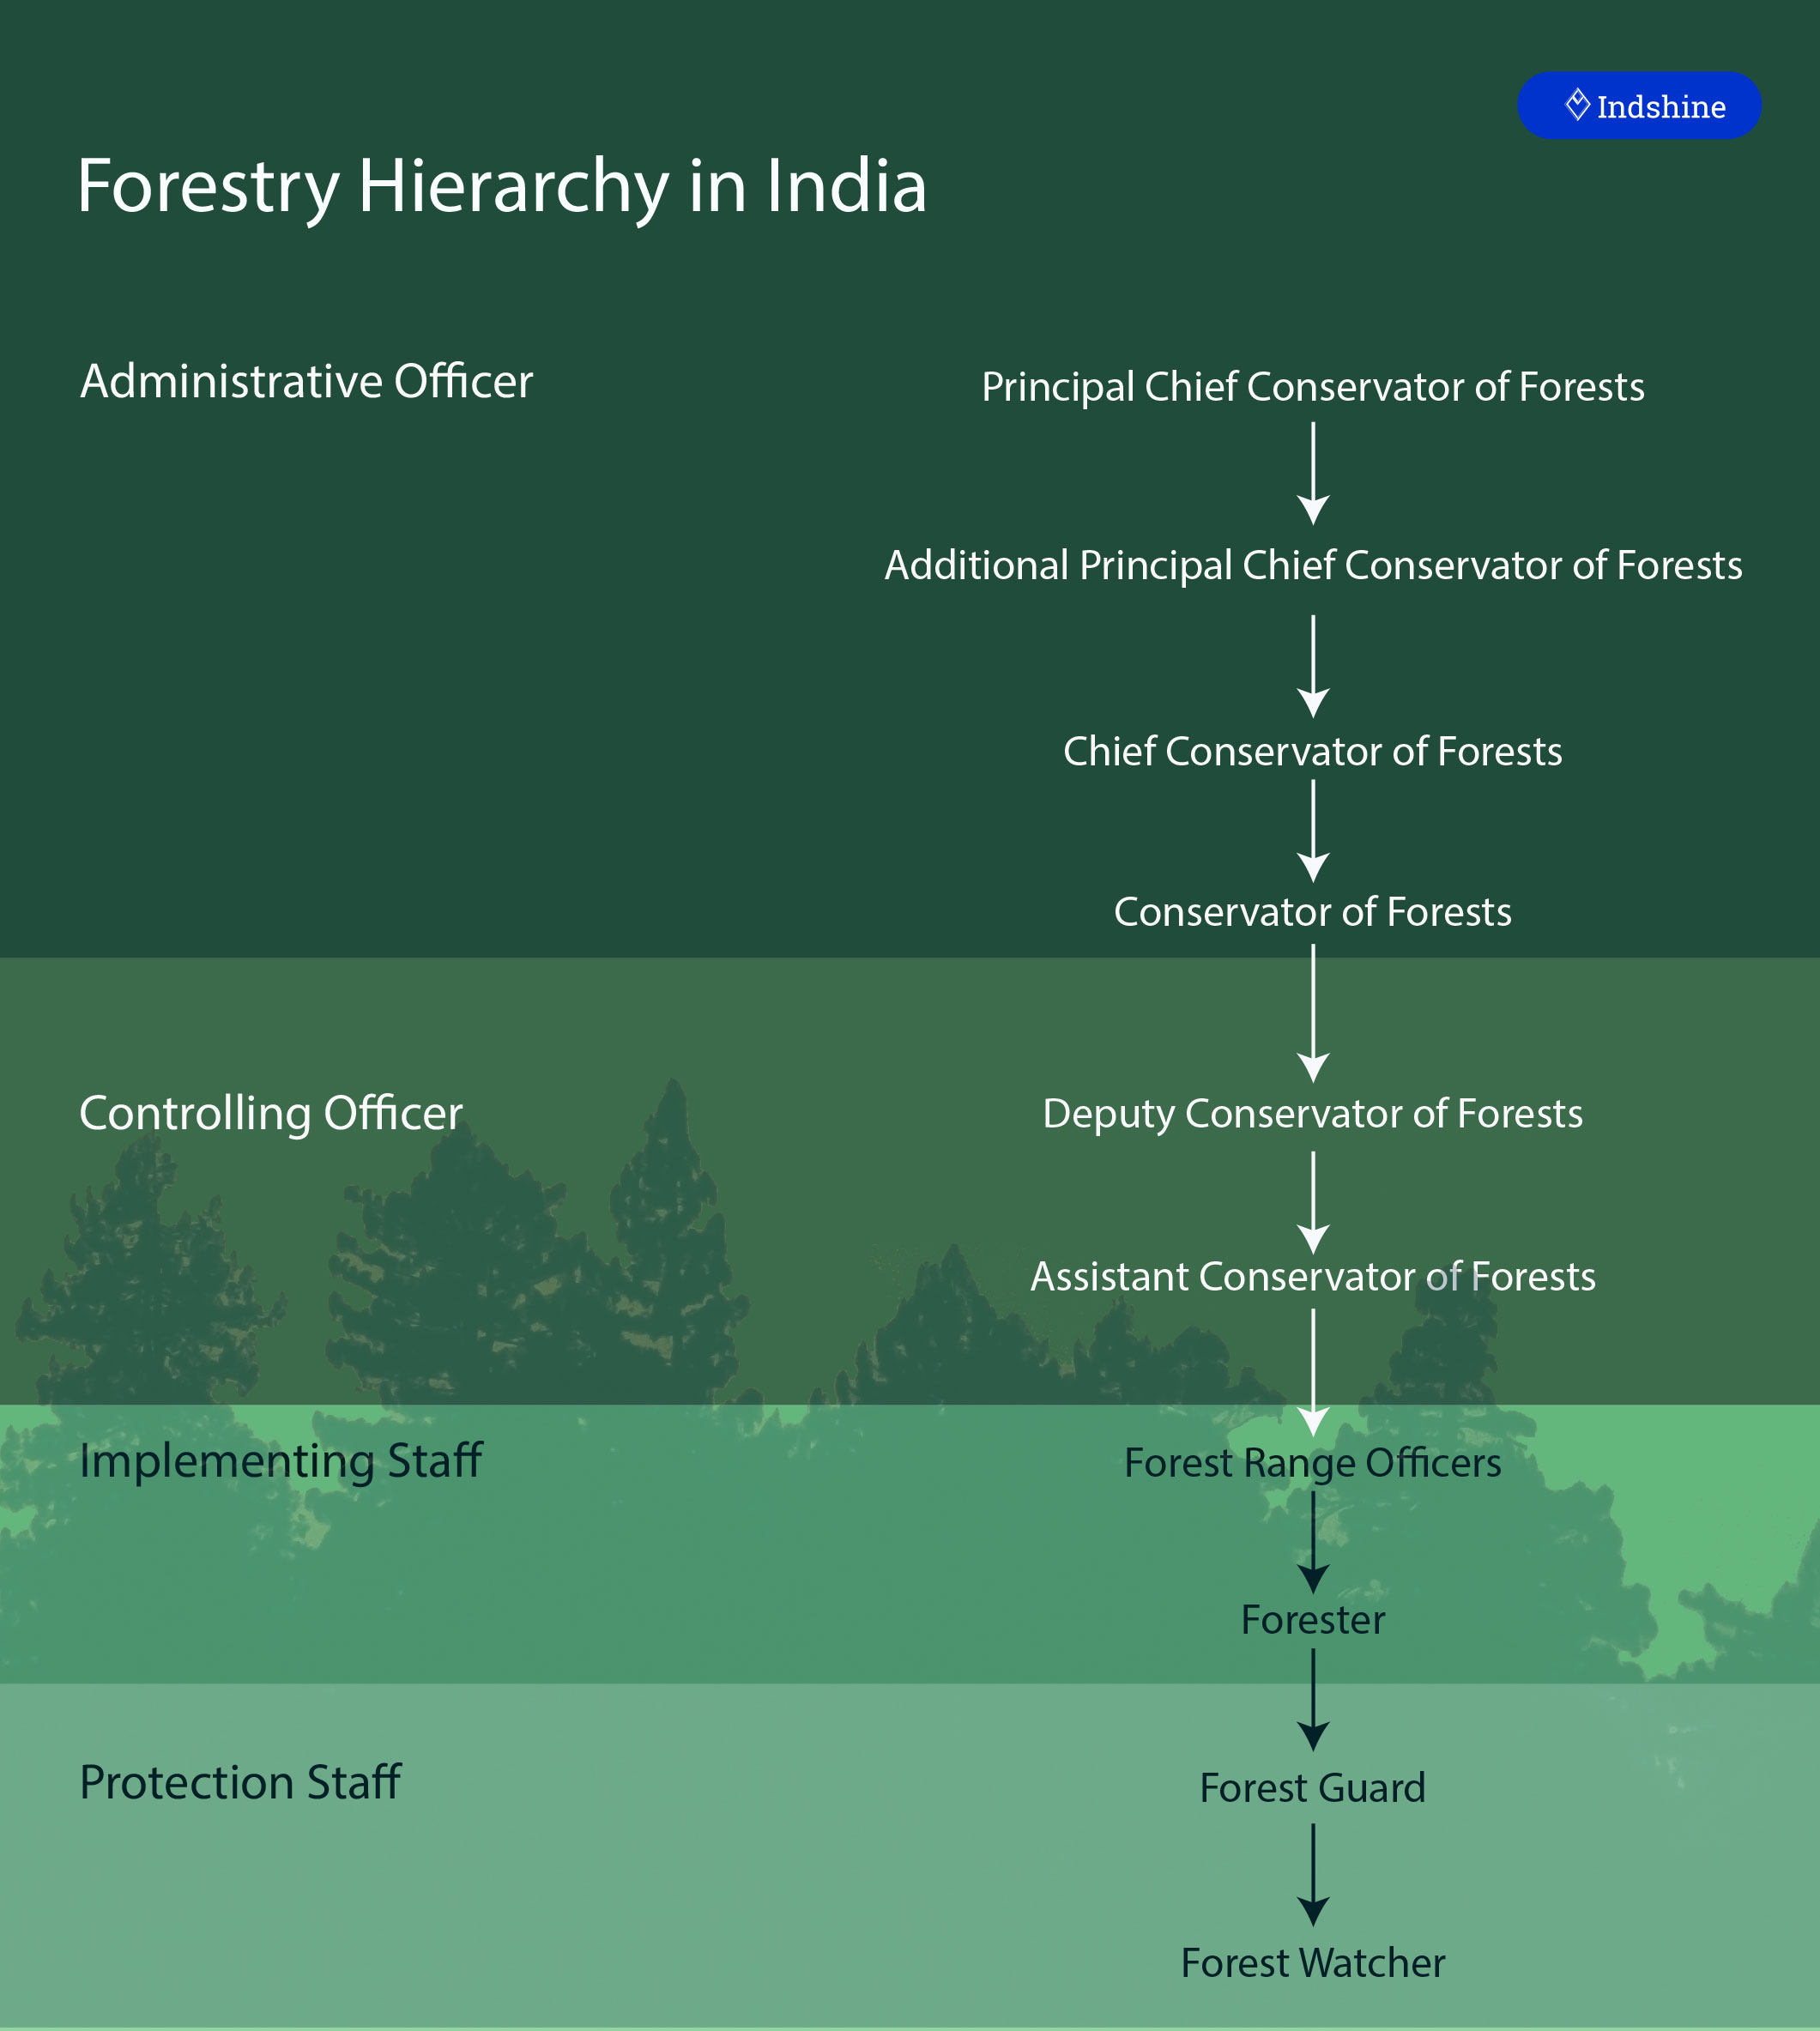 Indshine
Forestry Hierarchy in India
Administrative Officer
Principal Chief Conservator of Forests
Additional Principal Chief Conservator of Forests
Chief Conservator of Forests
Conservator of Forests
Controlling Officer
Deputy Conservator of Forests
Assistant Conservator of Forests
Implementing Staff
Forest Range Officers
Forester
Protection Staff
Forest Guard
Forest Watcher